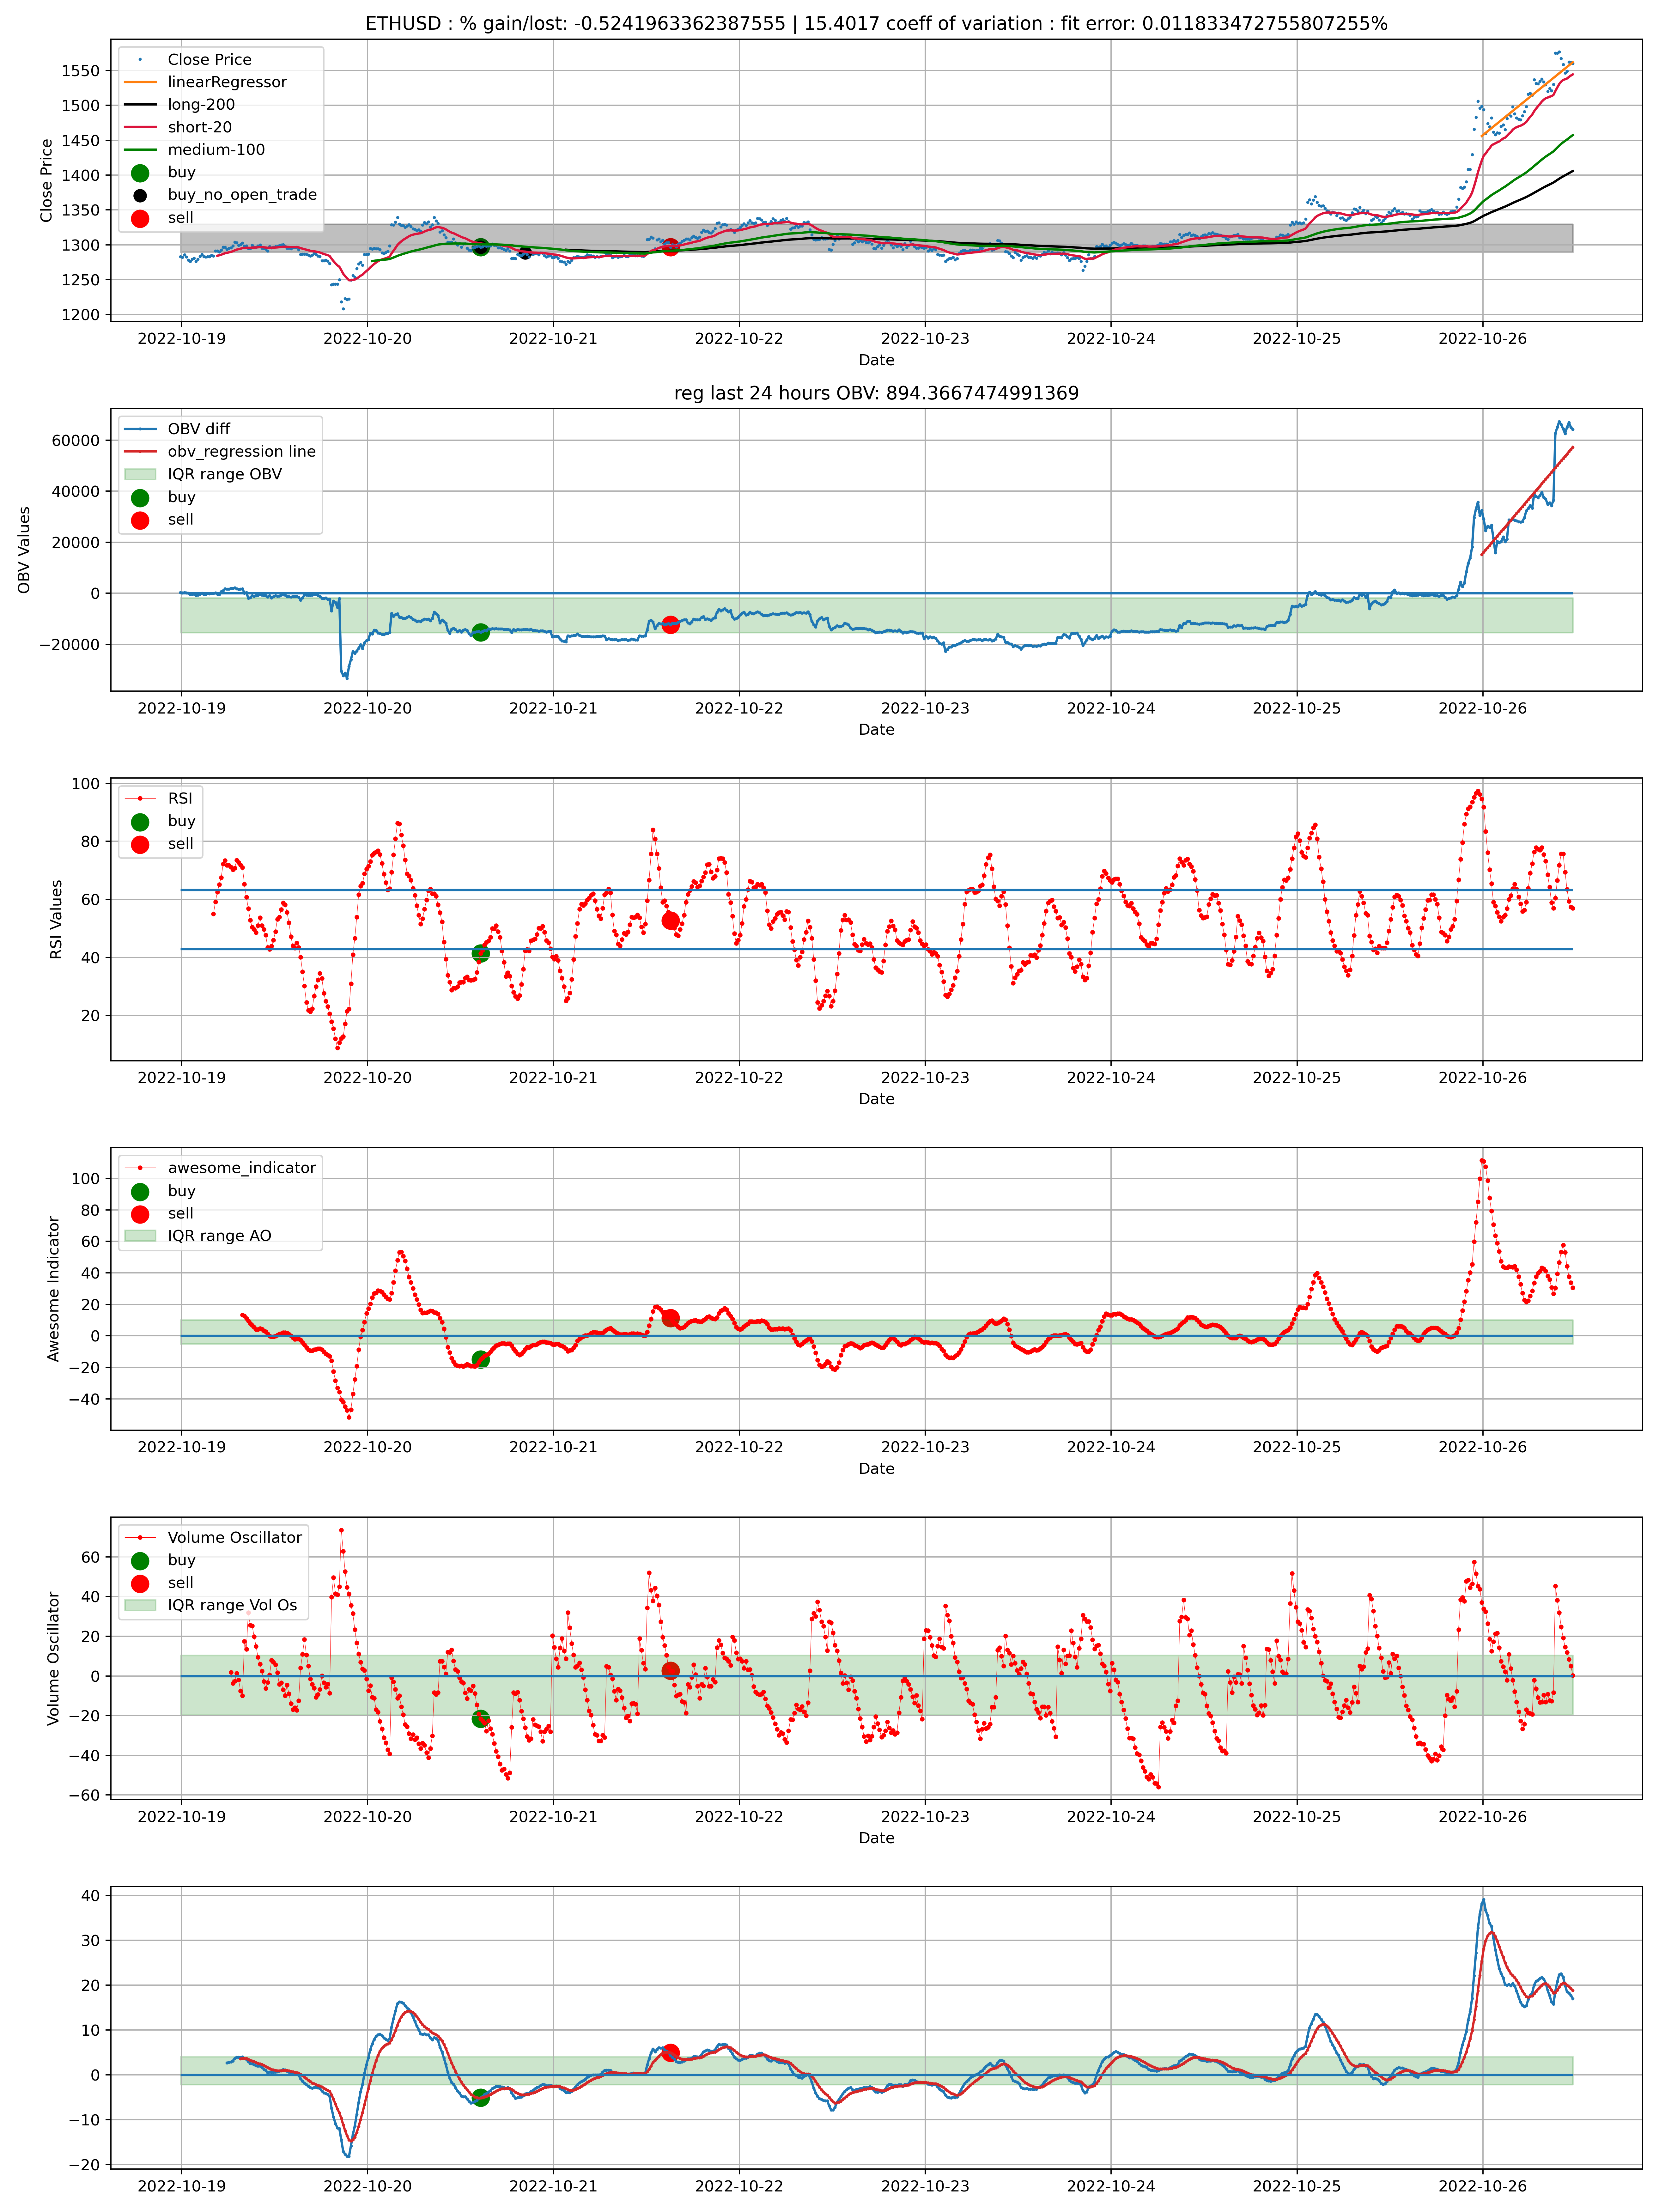 ETHUSD : % gain/lost: -0.5241963362387555 | 15.4017 coeff of variation : fit error: 0.011833472755807255%
Close Price
linearRegressor
long-200
short-20
medium-100
buy
buy_no_open_trade
sell
Close Price
1550
1500
1450
1400
1350
1300
1250
1200
2022-10-19 2022-10-20 2022-10-21 2022-10-22 2022-10-23 2022-10-24 2022-10-25 2022-10-26
Date
reg last 24 hours OBV: 894.3667474991369
OBV diff
obv_regression line
IQR range OBV
buy
sell
OBV Values
60000
40000
20000
0
−20000
2022-10-19 2022-10-20 2022-10-21 2022-10-22 2022-10-23 2022-10-24 2022-10-25 2022-10-26
Date
RSI
buy
sell
RSI Values
100
80
60
40
20
2022-10-19 2022-10-20 2022-10-21 2022-10-22 2022-10-23 2022-10-24 2022-10-25 2022-10-26
Date
awesome_indicator
buy
sell
IQR range AO
Awesome Indicator
100
80
60
40
20
0
−20
−40
2022-10-19 2022-10-20 2022-10-21 2022-10-22 2022-10-23 2022-10-24 2022-10-25 2022-10-26
Date
Volume Oscillator
buy
sell
IQR range Vol Os
Volume Oscillator
60
40
20
0
−20
−40
−60
2022-10-19 2022-10-20 2022-10-21 2022-10-22 2022-10-23 2022-10-24 2022-10-25 2022-10-26
Date
40
30
20
10
0
−10
−20
2022-10-19 2022-10-20 2022-10-21 2022-10-22 2022-10-23 2022-10-24 2022-10-25 2022-10-26